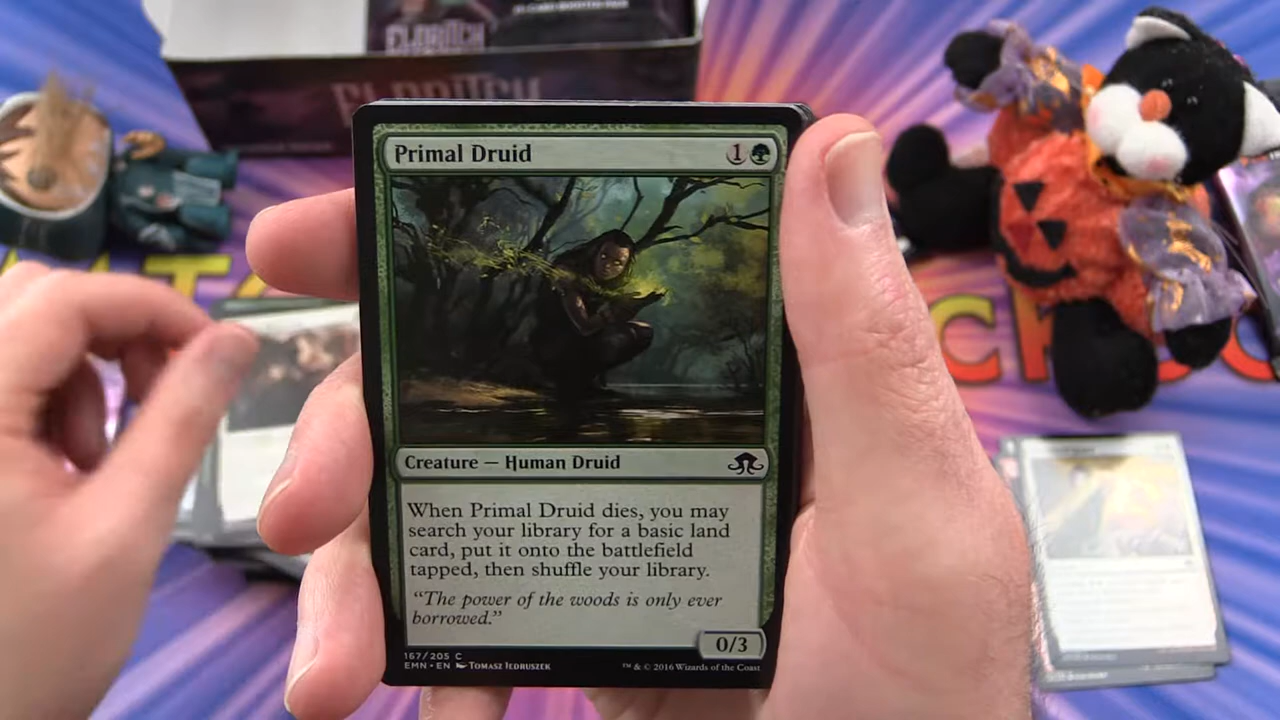 ELDRITCH
ELDRITCH
Primal Druid
1
Creature — Human Druid
When Primal Druid dies, you may
search your library for a basic land
card, put it onto the battlefield
tapped, then shuffle your library.
“The power of the woods is only ever
borrowed.”
0/3
167/205 C
EMN • EN Tomasz Jedruszek
™ & © 2016 Wizards of the Coast